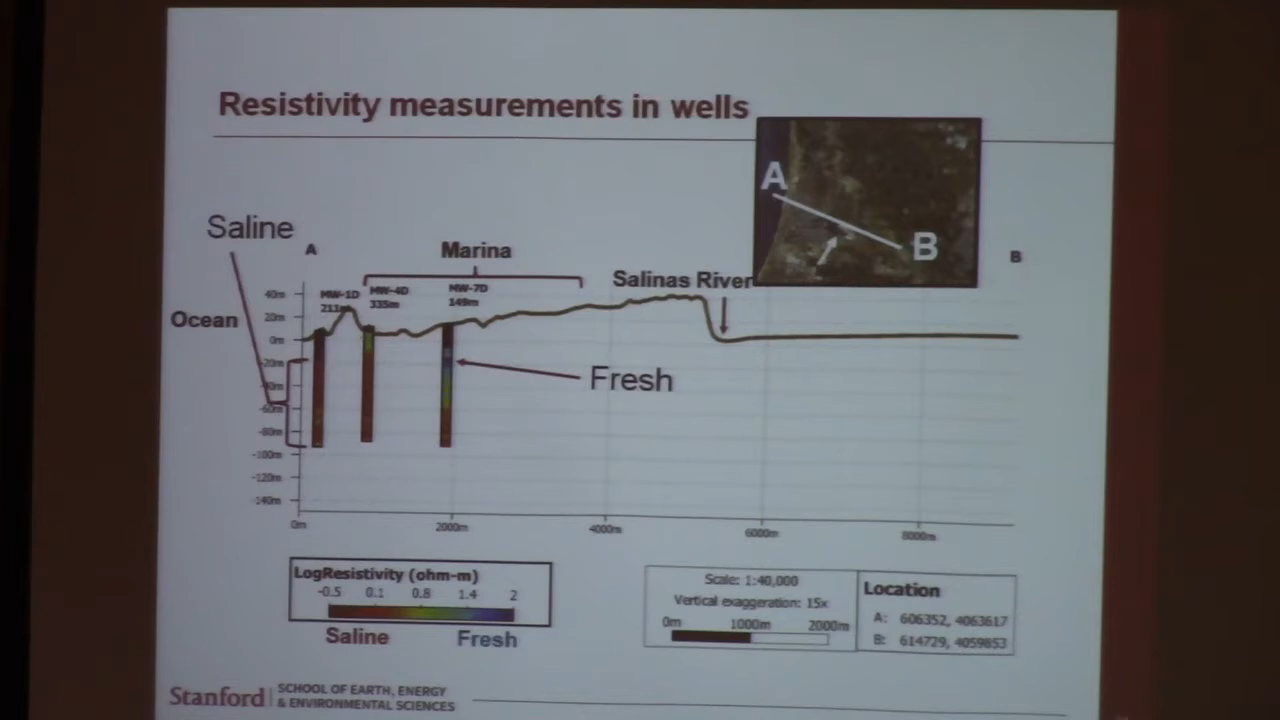 Resistivity measurements in wells
A
B
Saline
A
Marina
B
Salinas River
MW-1D
211m
MW-4D
335m
MW-7D
149m
Ocean
40m
20m
0m
-20m
-40m
-60m
-80m
-100m
-120m
-140m
Fresh
0m
2000m
4000m
6000m
8000m
LogResistivity (ohm-m)
-0.5 0.1 0.8 1.4 2
Saline Fresh
Scale: 1:40,000
Vertical exaggeration: 15x
0m 1000m 2000m
Location
A: 606352, 4063617
B: 614729, 4059853
Stanford
SCHOOL OF EARTH, ENERGY
& ENVIRONMENTAL SCIENCES